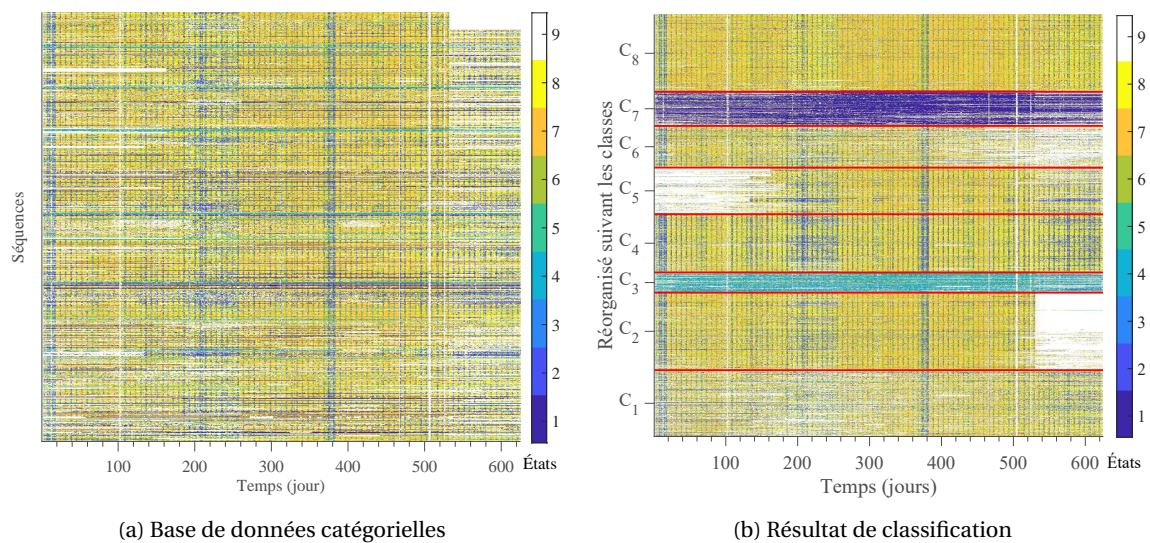 Séquences
9
8
7
6
5
4
3
2
1
100
200
300
400
500
600
États
Temps (jour)
(a) Base de données catégorielles
Réorganisé suivant les classes
C8
C7
C6
C5
C4
C3
C2
C1
9
8
7
6
5
4
3
2
1
100
200
300
400
500
600
États
Temps (jours)
(b) Résultat de classification